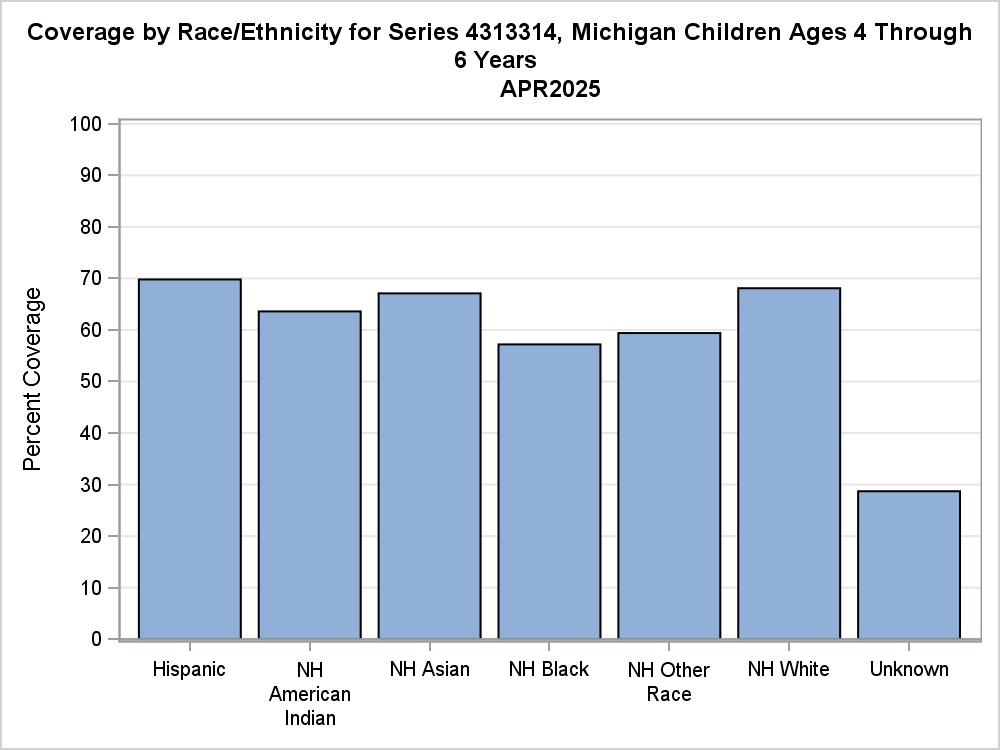 Coverage by Race/Ethnicity for Series 4313314, Michigan Children Ages 4 Through
6 Years
APR2025
100
90
80
70
60
50
40
30
20
10
0
Percent Coverage
Hispanic
NH
American
Indian
NH Asian
NH Black
NH Other
Race
NH White
Unknown